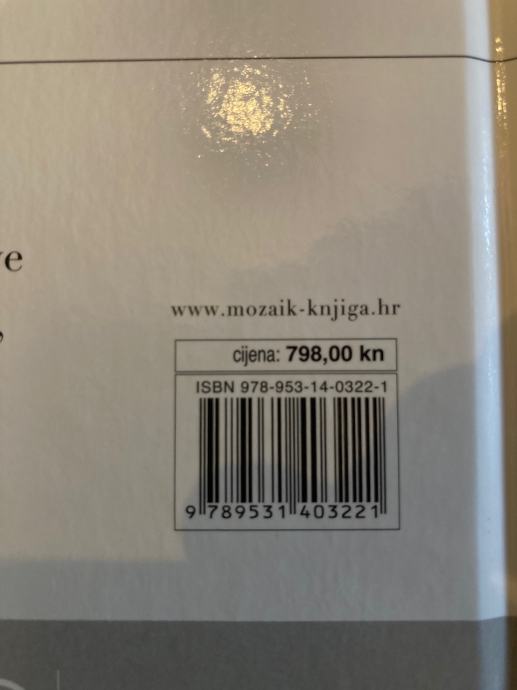 www.mozaik-knjiga.hr
cijena: 798,00 kn
ISBN 978-953-14-0322-1
9 789531 403221